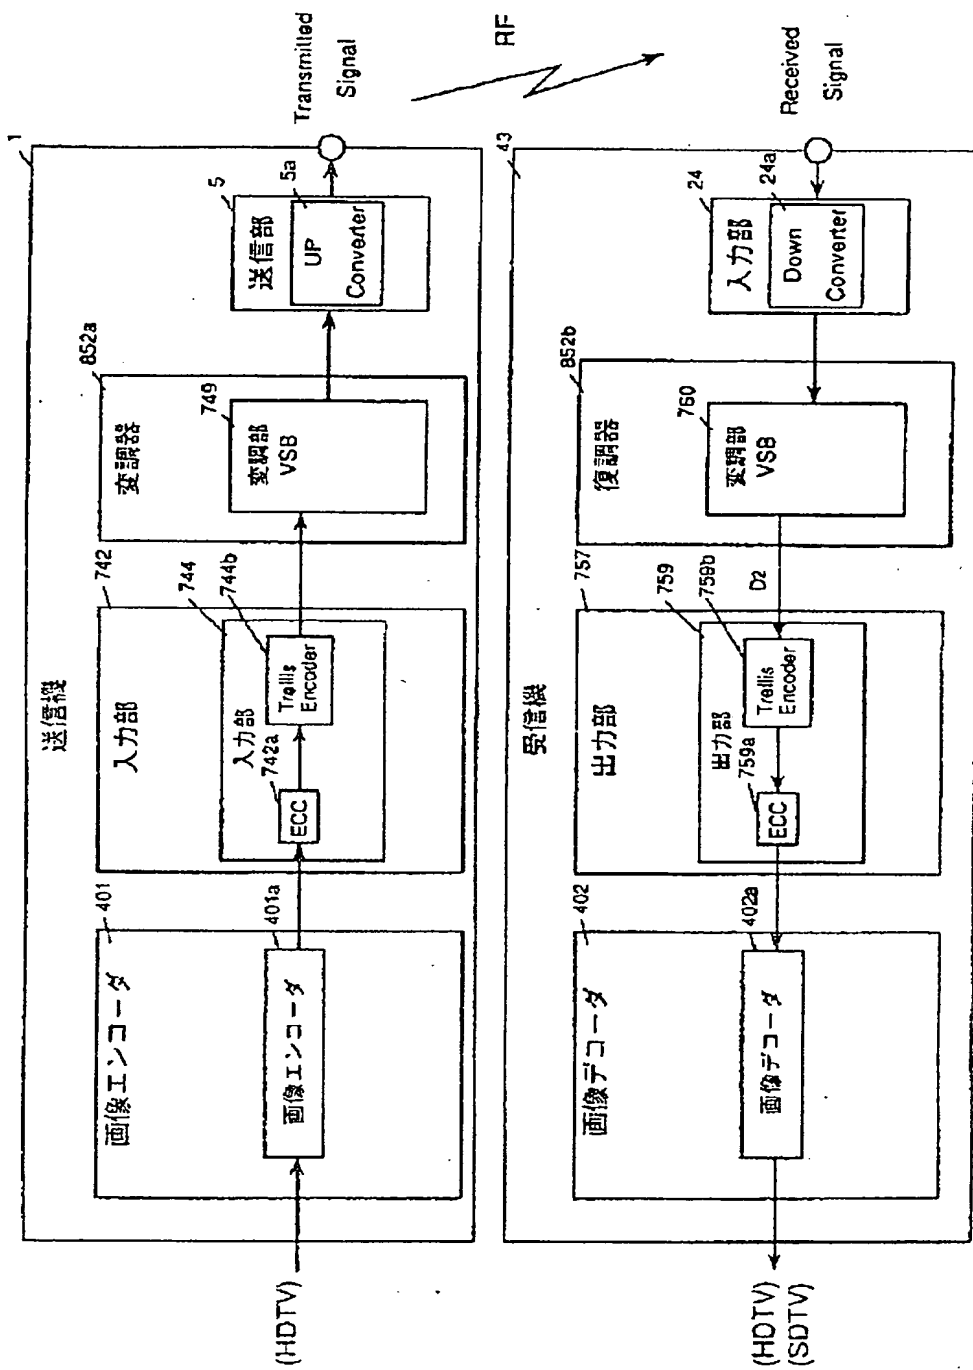 送信機
1
(HDTV)
画像エンコーダ
401
画像エンコーダ
401a
入力部
742
入力部
744
ECC
742a
Trellis
Encoder
744b
変調器
852a
変調部
VSB
749
送信部
5
UP
Converter
5a
Transmitted
Signal
RF
受信機
43
Received
Signal
入力部
24
Down
Converter
24a
復調器
852b
変調部
VSB
760
D2
出力部
757
出力部
759
Trellis
Encoder
759b
ECC
759a
画像デコーダ
402
画像デコーダ
402a
(HDTV)
(SDTV)